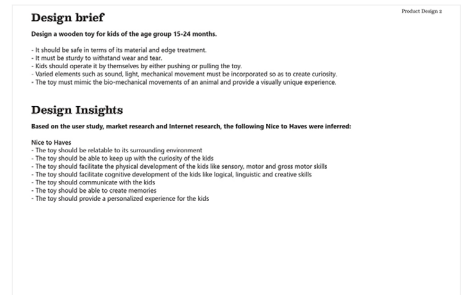 Product Design 2
Design brief
Design a wooden toy for kids of the age group 15-24 months.
- It should be safe in terms of its material and edge treatment.
- It must be sturdy to withstand wear and tear.
- Kids should operate it by themselves by either pushing or pulling the toy.
- Varied elements such as sound, light, mechanical movement must be incorporated so as to create curiosity.
- The toy must mimic the bio-mechanical movements of an animal and provide a visually unique experience.
Design Insights
Based on the user study, market research and Internet research, the following Nice to Haves were inferred:
Nice to Haves
- The toy should be relatable to its surrounding environment
- The toy should be able to keep up with the curiosity of the kids
- The toy should facilitate the physical development of the kids like sensory, motor and gross motor skills
- The toy should facilitate cognitive development of the kids like logical, linguistic and creative skills
- The toy should communicate with the kids
- The toy should be able to create memories
- The toy should provide a personalized experience for the kids